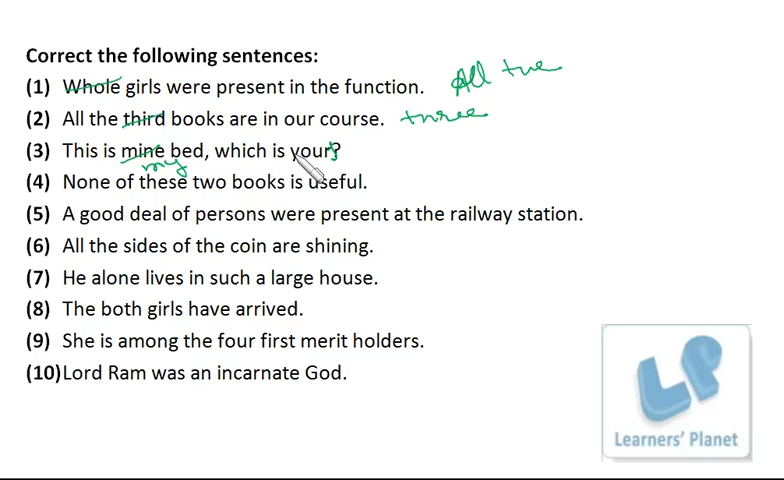 Correct the following sentences:
(1) Whole girls were present in the function. All the
(2) All the third books are in our course. three
(3) This is mine bed, which is yours?
my
(4) None of these two books is useful.
(5) A good deal of persons were present at the railway station.
(6) All the sides of the coin are shining.
(7) He alone lives in such a large house.
(8) The both girls have arrived.
(9) She is among the four first merit holders.
(10) Lord Ram was an incarnate God.
LP
Learners' Planet